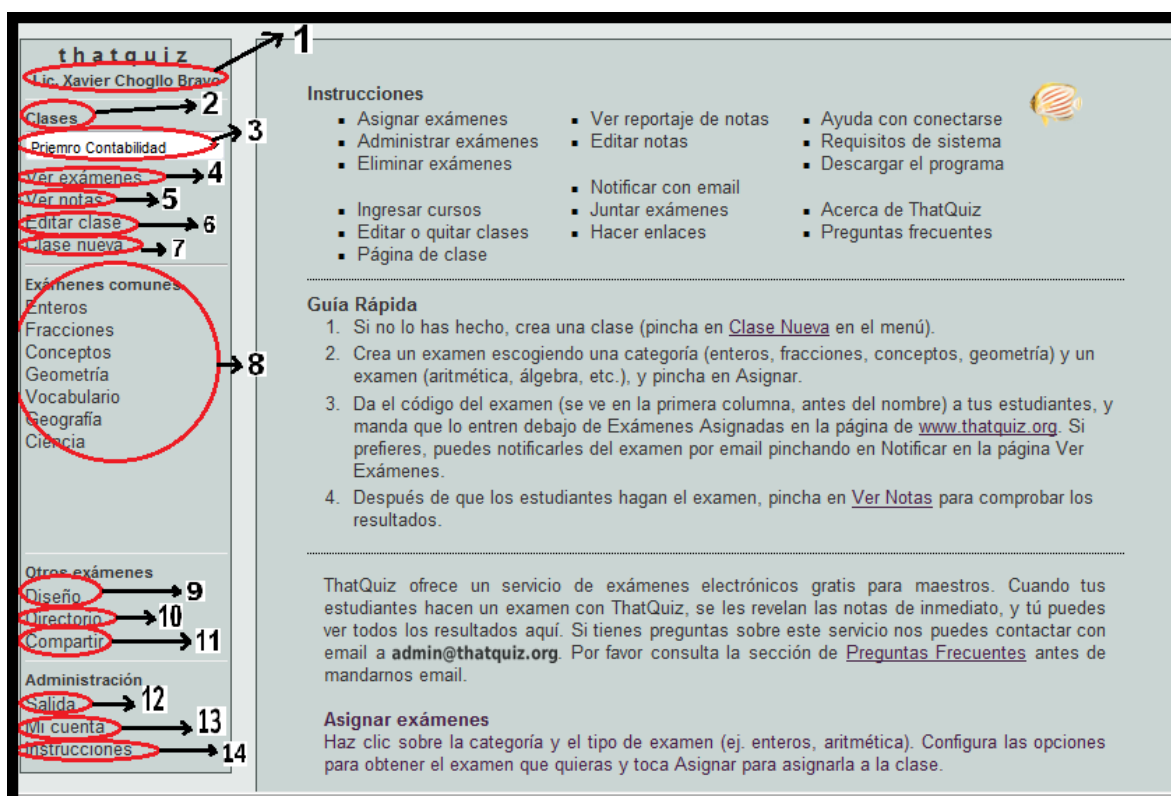 thatquiz
Lic. Xavier Chogllo Bravo
1
Clases
2
Priemro Contabilidad
3
Ver exámenes
4
Ver notas
5
Editar clase
6
Clase nueva
7
Exámenes comunes
Enteros
Fracciones
Conceptos
Geometría
Vocabulario
Geografía
Ciencia
8
Otros exámenes
Diseño
9
Directorio
10
Compartir
11
Administración
Salida
12
Mi cuenta
13
Instrucciones
14
Instrucciones
▪ Asignar exámenes
▪ Administrar exámenes
▪ Eliminar exámenes
▪ Ingresar cursos
▪ Editar o quitar clases
▪ Página de clase
▪ Ver reportaje de notas
▪ Editar notas
▪ Notificar con email
▪ Juntar exámenes
▪ Hacer enlaces
▪ Ayuda con conectarse
▪ Requisitos de sistema
▪ Descargar el programa
▪ Acerca de ThatQuiz
▪ Preguntas frecuentes
Guía Rápida
1. Si no lo has hecho, crea una clase (pincha en Clase Nueva en el menú).
2. Crea un examen escogiendo una categoría (enteros, fracciones, conceptos, geometría) y un
examen (aritmética, álgebra, etc.), y pincha en Asignar.
3. Da el código del examen (se ve en la primera columna, antes del nombre) a tus estudiantes, y
manda que lo entren debajo de Exámenes Asignadas en la página de www.thatquiz.org. Si
prefieres, puedes notificarles del examen por email pinchando en Notificar en la página Ver
Exámenes.
4. Después de que los estudiantes hagan el examen, pincha en Ver Notas para comprobar los
resultados.
ThatQuiz ofrece un servicio de exámenes electrónicos gratis para maestros. Cuando tus
estudiantes hacen un examen con ThatQuiz, se les revelan las notas de inmediato, y tú puedes
ver todos los resultados aquí. Si tienes preguntas sobre este servicio nos puedes contactar con
email a admin@thatquiz.org. Por favor consulta la sección de Preguntas Frecuentes antes de
mandarnos email.
Asignar exámenes
Haz clic sobre la categoría y el tipo de examen (ej. enteros, aritmética). Configura las opciones
para obtener el examen que quieras y toca Asignar para asignarla a la clase.